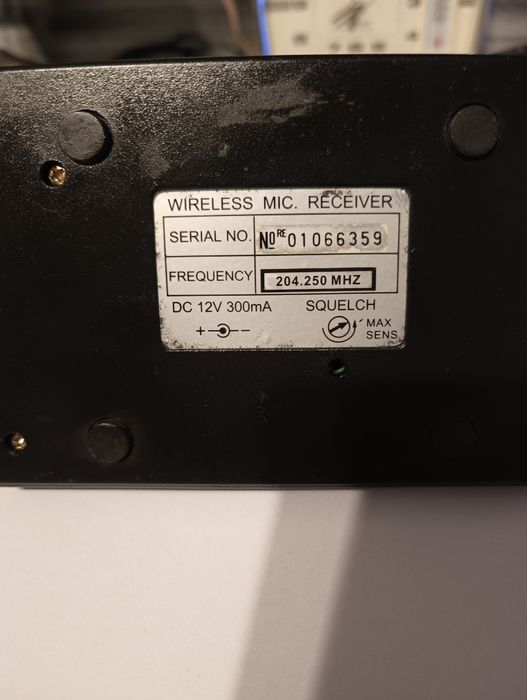 WIRELESS MIC. RECEIVER
SERIAL NO. NORE 01066359
FREQUENCY 204.250 MHZ
DC 12V 300mA SQUELCH
+ - MAX
SENS